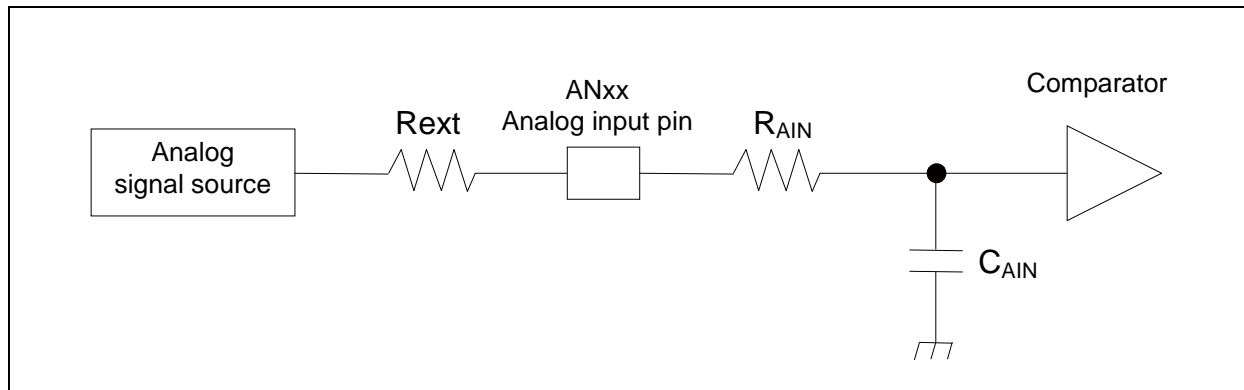 Analog
signal source
Rext
ANxx
Analog input pin
RAIN
Comparator
CAIN